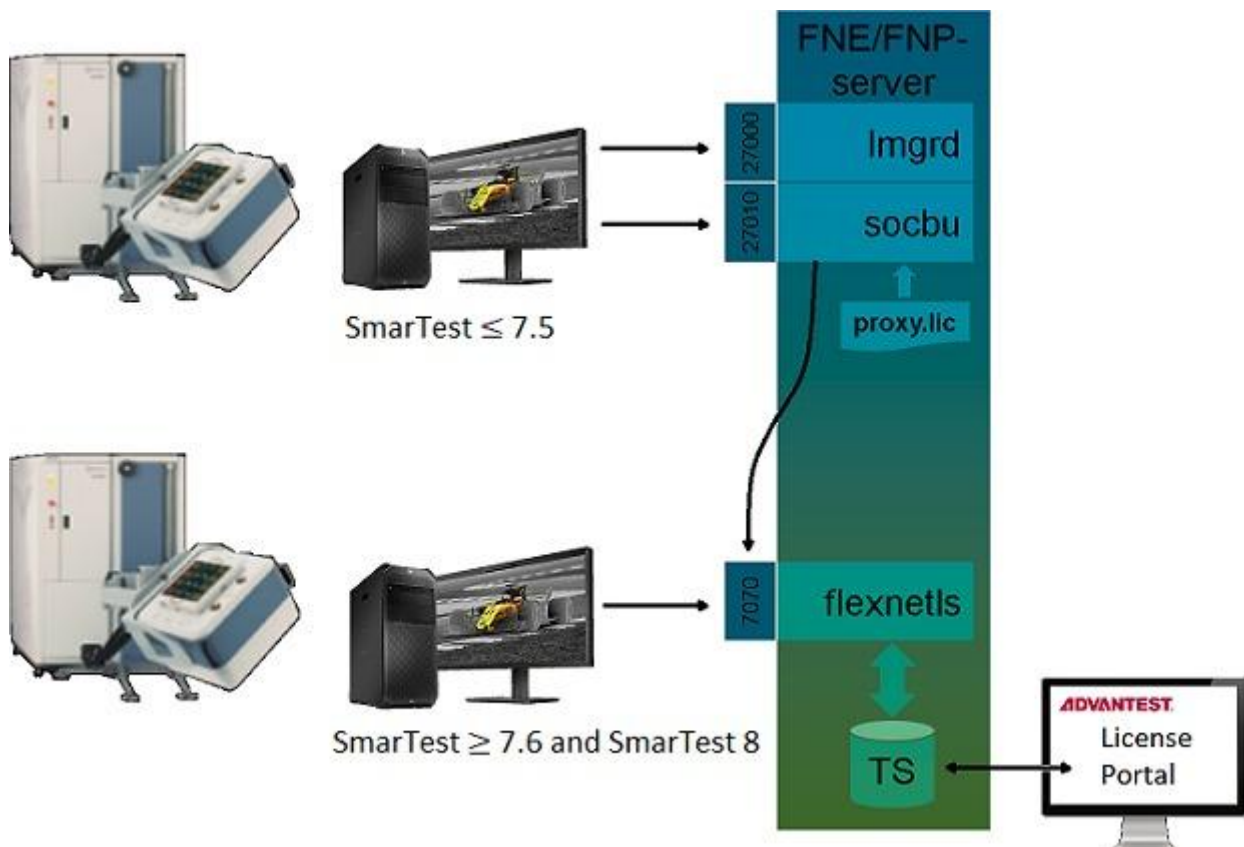 FNE/FNP-
server
27000
lmgrd
27010
socbu
proxy.lic
SmarTest ≤ 7.5
7070
flexnetls
SmarTest ≥ 7.6 and SmarTest 8
TS
ADVANTEST.
License
Portal